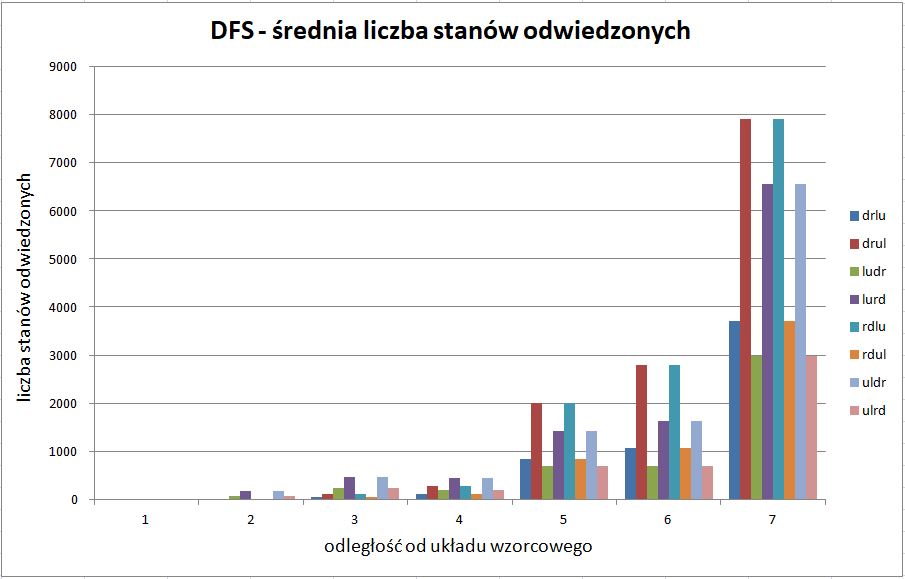 DFS - średnia liczba stanów odwiedzonych
liczba stanów odwiedzonych
9000
8000
7000
6000
5000
4000
3000
2000
1000
0
1 2 3 4 5 6 7
odległość od układu wzorcowego
drlu
drul
ludr
lurd
rdlu
rdul
uldr
ulrd